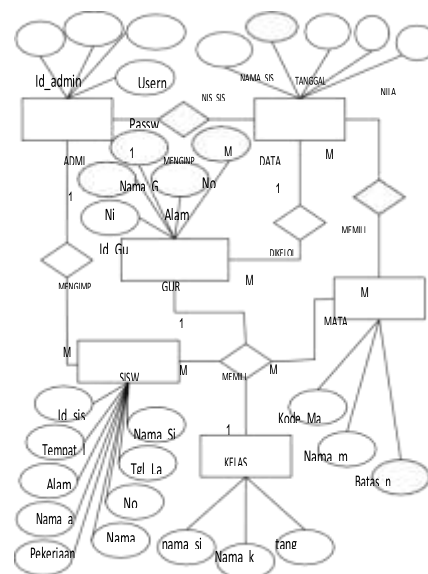 Id_admin
Usern
NAMA_SIS
TANGGAL
NILA
NIS_SIS
Passw
1
MENGINP
M
ADMI
DATA
M
Nama_G
No
1
1
Ni
Alam
MEMILI
Id_Gu
DIKELOL
MENGINP
GUR
M
M
1
MATA
M
SISW
M
MEMILI
M
Id_sis
Nama_Si
Kode_Ma
1
Tempat_l
Tgl_La
Nama_m
KELAS
Alam
No
Batas_n
Nama_a
Nama
nama_si
Nama_k
tang
Pekerjaan